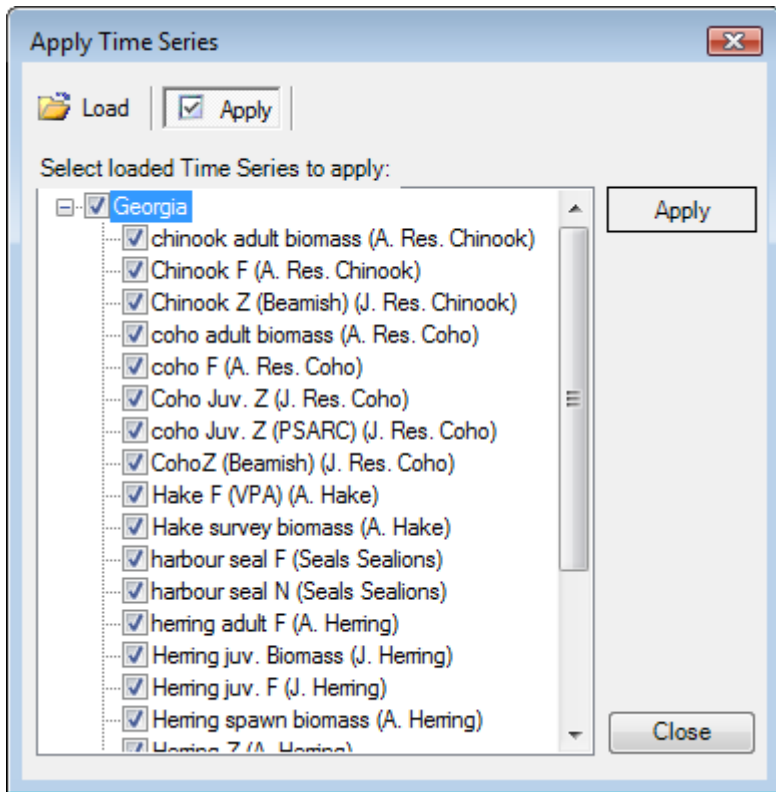 Apply Time Series
Load Apply
Select loaded Time Series to apply:
Georgia
chinook adult biomass (A. Res. Chinook)
Chinook F (A. Res. Chinook)
Chinook Z (Beamish) (J. Res. Chinook)
coho adult biomass (A. Res. Coho)
coho F (A. Res. Coho)
Coho Juv. Z (J. Res. Coho)
coho Juv. Z (PSARC) (J. Res. Coho)
CohoZ (Beamish) (J. Res. Coho)
Hake F (VPA) (A. Hake)
Hake survey biomass (A. Hake)
harbour seal F (Seals Sealions)
harbour seal N (Seals Sealions)
herring adult F (A. Herring)
Herring juv. Biomass (J. Herring)
Herring juv. F (J. Herring)
Herring spawn biomass (A. Herring)
Herring Z (A. Herring)
Apply
Close